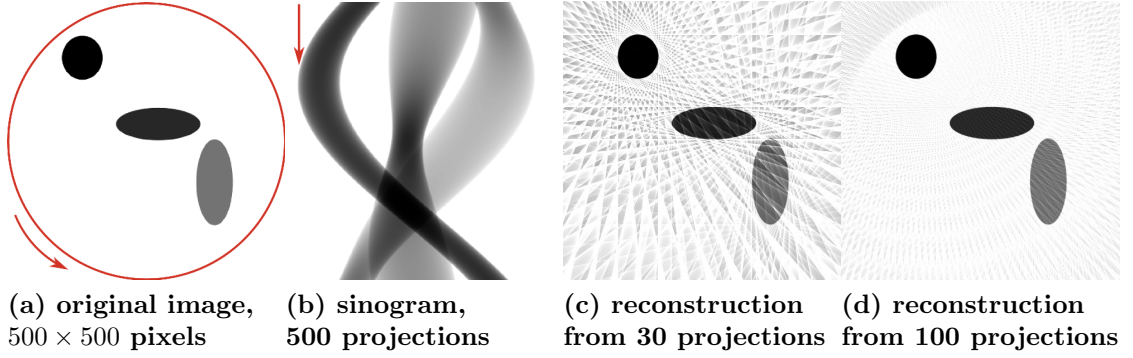 (a) original image,
500 × 500 pixels
(b) sinogram,
500 projections
(c) reconstruction
from 30 projections
(d) reconstruction
from 100 projections